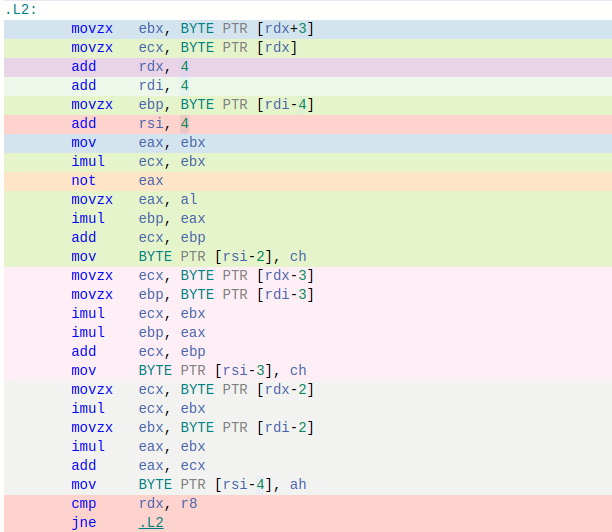 .L2:
movzx ebx, BYTE PTR [rdx+3]
movzx ecx, BYTE PTR [rdx]
add rdx, 4
add rdi, 4
movzx ebp, BYTE PTR [rdi-4]
add rsi, 4
mov eax, ebx
imul ecx, ebx
not eax
movzx eax, al
imul ebp, eax
add ecx, ebp
mov BYTE PTR [rsi-2], ch
movzx ecx, BYTE PTR [rdx-3]
movzx ebp, BYTE PTR [rdi-3]
imul ecx, ebx
imul ebp, eax
add ecx, ebp
mov BYTE PTR [rsi-3], ch
movzx ecx, BYTE PTR [rdx-2]
imul ecx, ebx
movzx ebx, BYTE PTR [rdi-2]
imul eax, ebx
add eax, ecx
mov BYTE PTR [rsi-4], ah
cmp rdx, r8
jne .L2